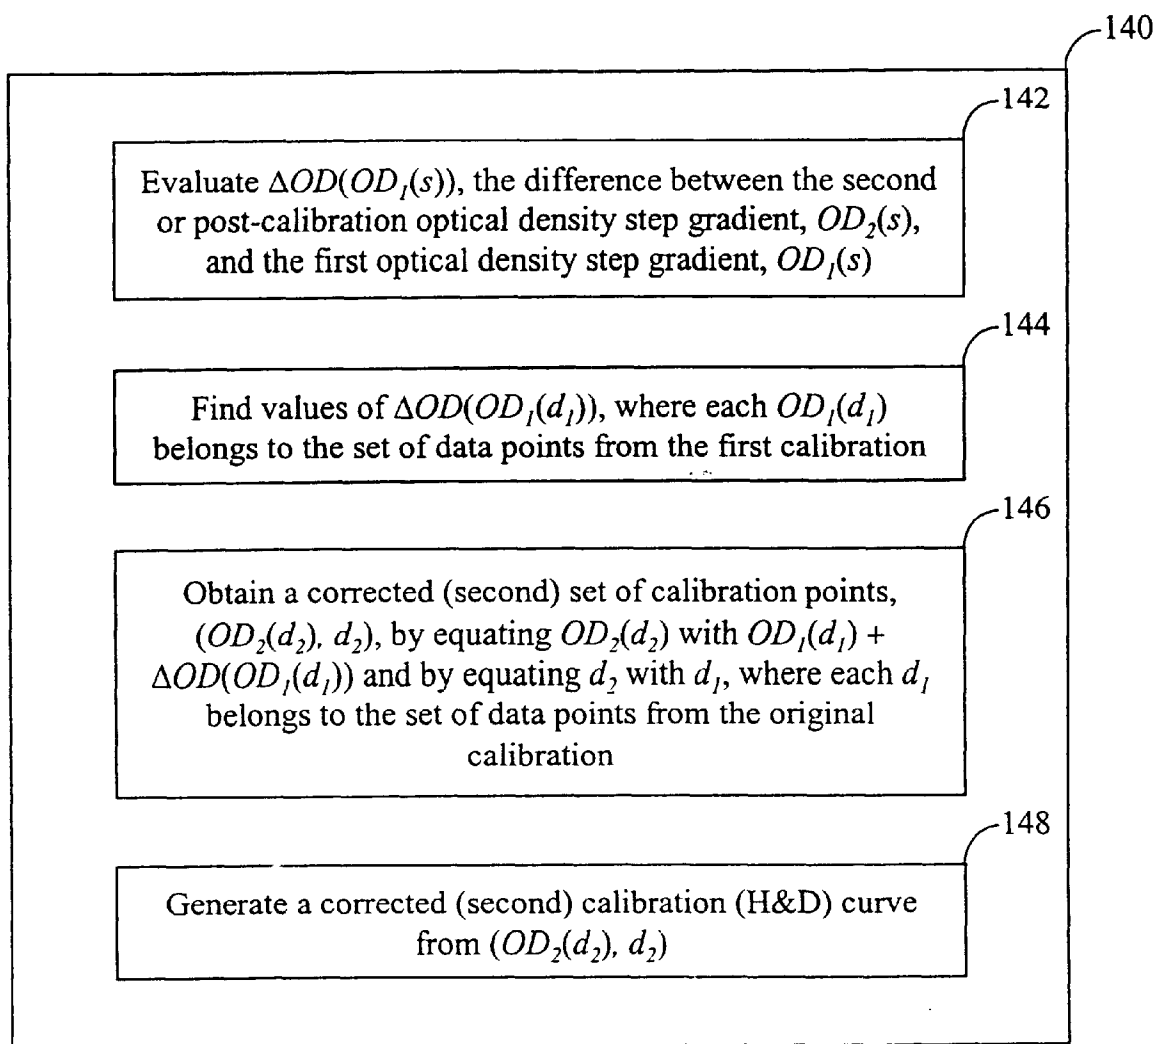 140
142
Evaluate ΔOD(OD₁(s)), the difference between the second
or post-calibration optical density step gradient, OD₂(s),
and the first optical density step gradient, OD₁(s)
144
Find values of ΔOD(OD₁(d₁)), where each OD₁(d₁)
belongs to the set of data points from the first calibration
146
Obtain a corrected (second) set of calibration points,
(OD₂(d₂), d₂), by equating OD₂(d₂) with OD₁(d₁) +
ΔOD(OD₁(d₁)) and by equating d₂ with d₁, where each d₁
belongs to the set of data points from the original
calibration
148
Generate a corrected (second) calibration (H&D) curve
from (OD₂(d₂), d₂)